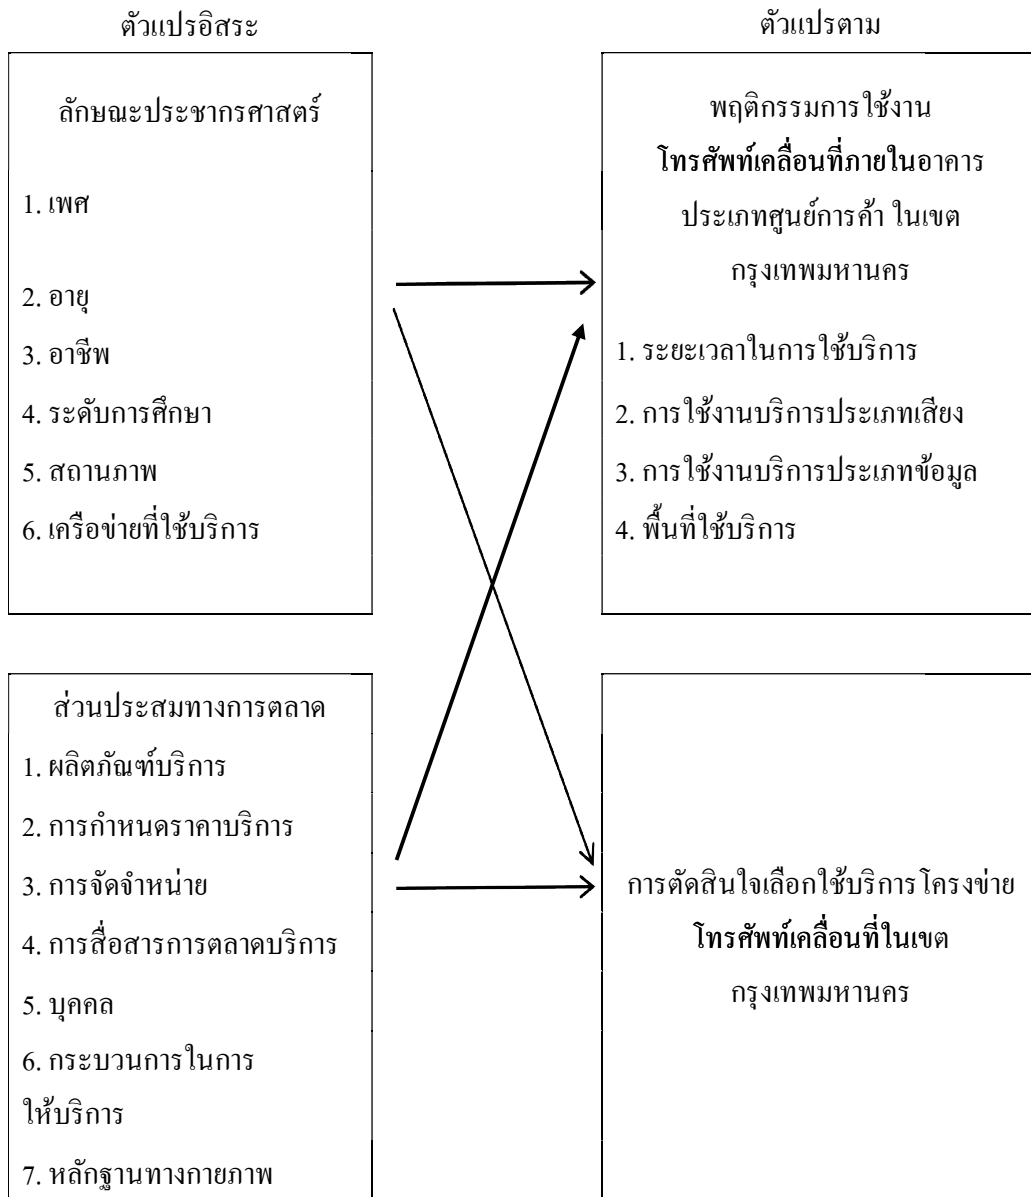 ตัวแปรอิสระ
ตัวแปรตาม
ลักษณะประชากรศาสตร์
1. เพศ
2. อายุ
3. อาชีพ
4. ระดับการศึกษา
5. สถานภาพ
6. เครือข่ายที่ใช้บริการ
พฤติกรรมการใช้งาน
โทรศัพท์เคลื่อนที่ภายในอาคาร
ประเภทศูนย์การค้า ในเขต
กรุงเทพมหานคร
1. ระยะเวลาในการใช้บริการ
2. การใช้งานบริการประเภทเสียง
3. การใช้งานบริการประเภทข้อมูล
4. พื้นที่ใช้บริการ
ส่วนประสมทางการตลาด
1. ผลิตภัณฑ์บริการ
2. การกำหนดราคาบริการ
3. การจัดจำหน่าย
4. การสื่อสารการตลาดบริการ
5. บุคคล
6. กระบวนการในการ
ให้บริการ
7. หลักฐานทางกายภาพ
การตัดสินใจเลือกใช้บริการโครงข่าย
โทรศัพท์เคลื่อนที่ในเขต
กรุงเทพมหานคร